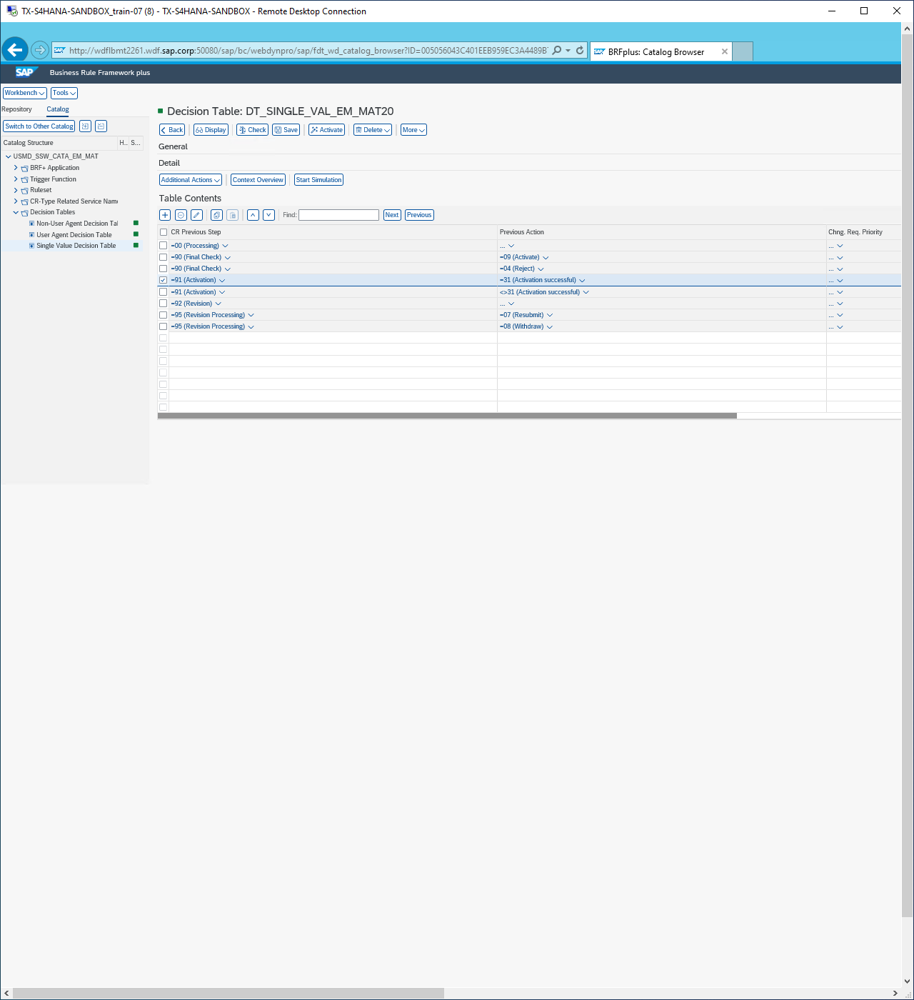 TX-S4HANA-SANDBOX_train-07 (8) - TX-S4HANA-SANDBOX - Remote Desktop Connection
http://wdflbmt2261.wdf.sap.corp:50080/sap/bc/webdynpro/sap/fdt_wd_catalog_browser?ID=005056043C401EEB959EC3A4489B
BRFplus: Catalog Browser
SAP Business Rule Framework plus
Workbench Tools
Repository Catalog
Switch to Other Catalog
Catalog Structure H.. S...
USMD_SSW_CATA_EM_MAT
BRF+ Application
Trigger Function
Ruleset
CR-Type Related Service Name
Decision Tables
Non-User Agent Decision Tal
User Agent Decision Table
Single Value Decision Table
Decision Table: DT_SINGLE_VAL_EM_MAT20
Back Display Check Save Activate Delete More
General
Detail
Additional Actions Context Overview Start Simulation
Table Contents
Find: Next Previous
CR Previous Step Previous Action Chng. Req. Priority
=00 (Processing) ... ...
=90 (Final Check) =09 (Activate) ...
=90 (Final Check) =04 (Reject) ...
=91 (Activation) =31 (Activation successful) ...
=91 (Activation) <>31 (Activation successful) ...
=92 (Revision) ... ...
=95 (Revision Processing) =07 (Resubmit) ...
=95 (Revision Processing) =08 (Withdraw) ...